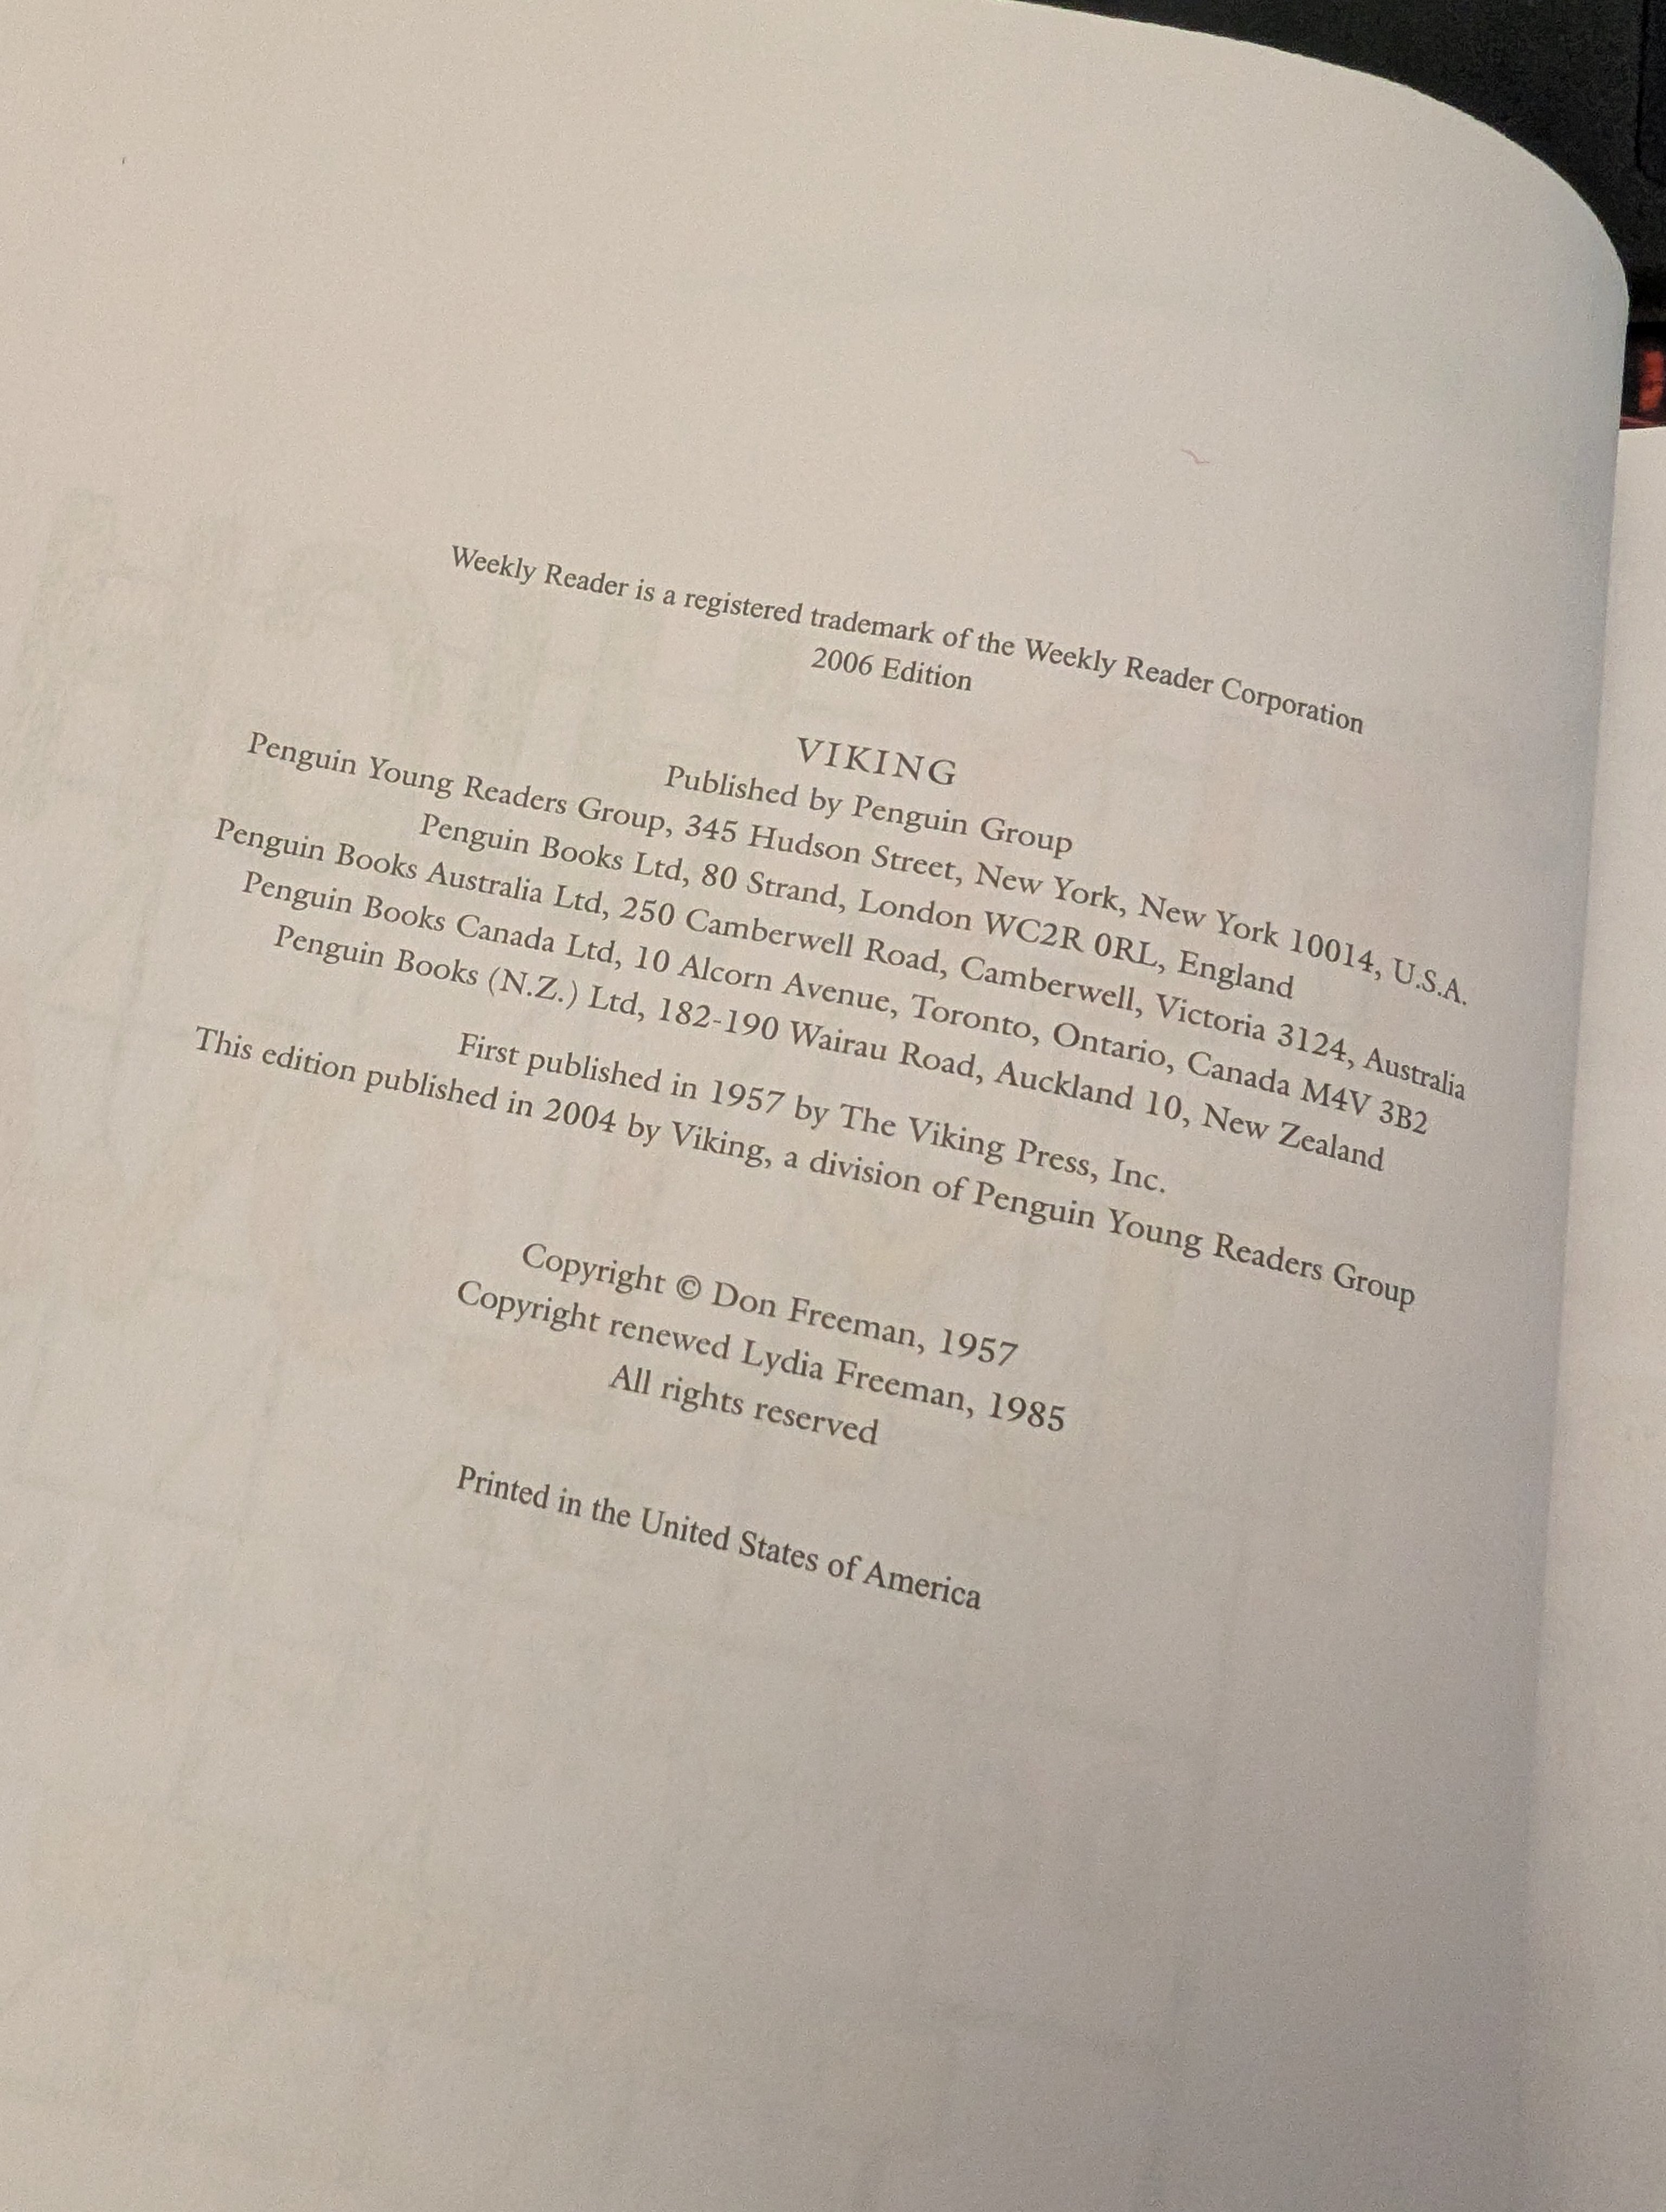 Weekly Reader is a registered trademark of the Weekly Reader Corporation
2006 Edition
VIKING
Published by Penguin Group
Penguin Young Readers Group, 345 Hudson Street, New York, New York 10014, U.S.A.
Penguin Books Ltd, 80 Strand, London WC2R 0RL, England
Penguin Books Australia Ltd, 250 Camberwell Road, Camberwell, Victoria 3124, Australia
Penguin Books Canada Ltd, 10 Alcorn Avenue, Toronto, Ontario, Canada M4V 3B2
Penguin Books (N.Z.) Ltd, 182-190 Wairau Road, Auckland 10, New Zealand
First published in 1957 by The Viking Press, Inc.
This edition published in 2004 by Viking, a division of Penguin Young Readers Group
Copyright © Don Freeman, 1957
Copyright renewed Lydia Freeman, 1985
All rights reserved
Printed in the United States of America